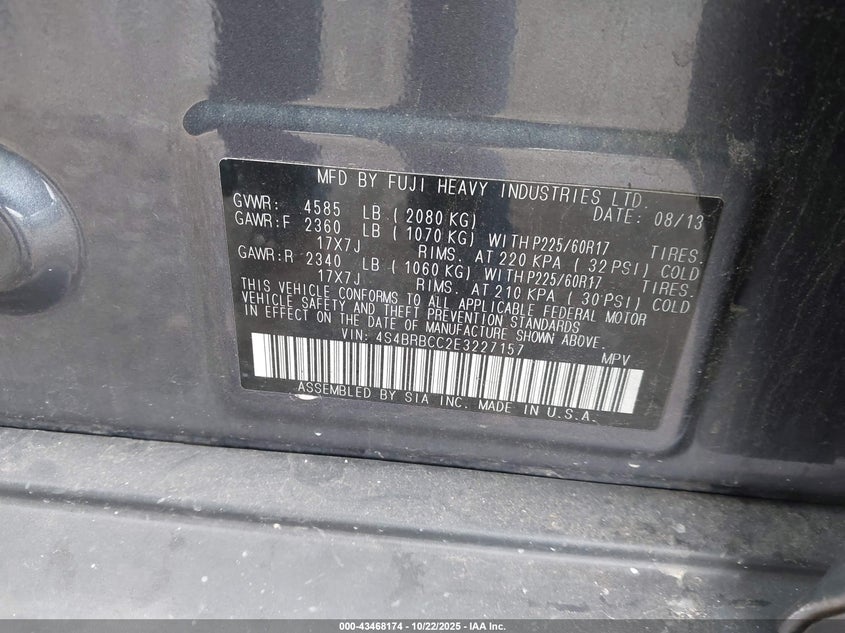 MFD BY FUJI HEAVY INDUSTRIES LTD.
GVWR: 4585 LB (2080 KG) DATE: 08/13
GAWR:F 2360 LB (1070 KG) WITH P225/60R17 TIRES.
17X7J RIMS. AT 220 KPA (32 PSI) COLD
GAWR:R 2340 LB (1060 KG) WITH P225/60R17 TIRES.
17X7J RIMS. AT 210 KPA (30 PSI) COLD
THIS VEHICLE CONFORMS TO ALL APPLICABLE FEDERAL MOTOR
VEHICLE SAFETY AND THEFT PREVENTION STANDARDS
IN EFFECT ON THE DATE OF MANUFACTURE SHOWN ABOVE.
VIN: 4S4BRBCC2E3227157 MPV
ASSEMBLED BY SIA INC. MADE IN U.S.A.
000-43468174 - 10/22/2025 - IAA Inc.